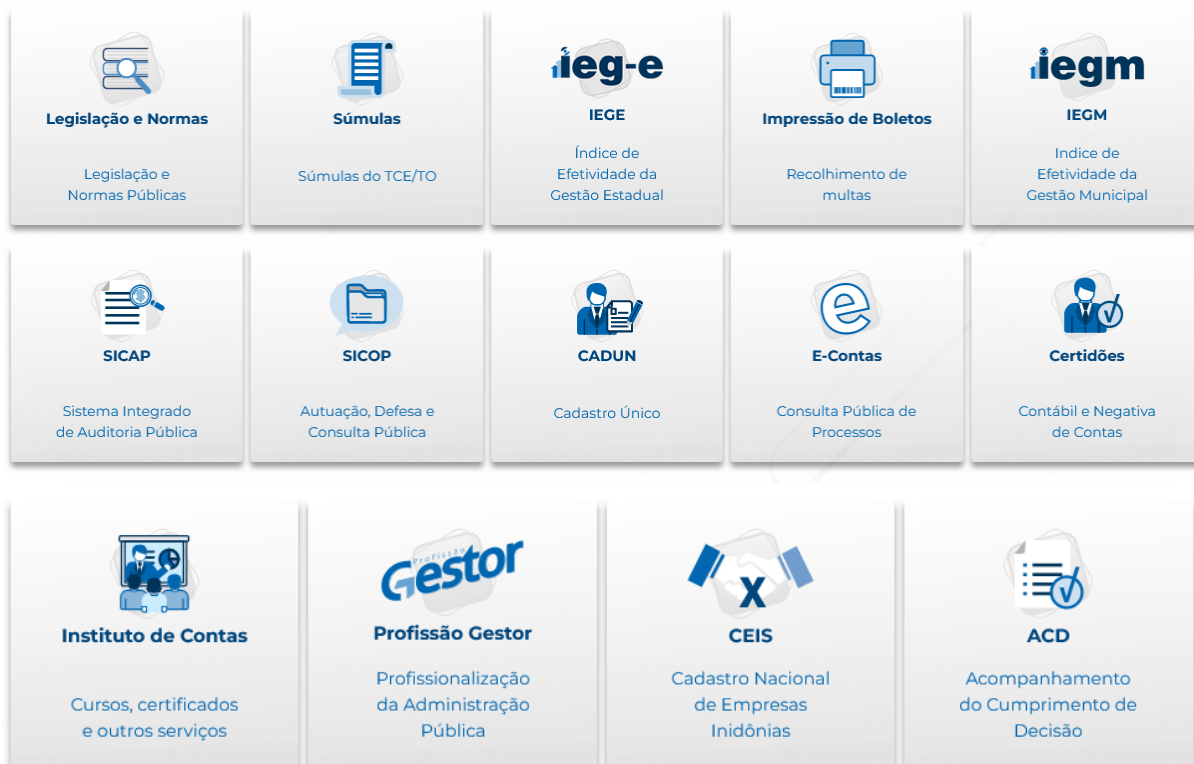 Legislação e Normas
Legislação e
Normas Públicas
Súmulas
Súmulas do TCE/TO
ieg-e
IEGE
Índice de
Efetividade da
Gestão Estadual
Impressão de Boletos
Recolhimento de
multas
iegm
IEGM
Indice de
Efetividade da
Gestão Municipal
SICAP
Sistema Integrado
de Auditoria Pública
SICOP
Autuação, Defesa e
Consulta Pública
CADUN
Cadastro Único
e
E-Contas
Consulta Pública de
Processos
Certidões
Contábil e Negativa
de Contas
Instituto de Contas
Cursos, certificados
e outros serviços
Profissão
Gestor
Profissão Gestor
Profissionalização
da Administração
Pública
X
CEIS
Cadastro Nacional
de Empresas
Inidônias
ACD
Acompanhamento
do Cumprimento de
Decisão